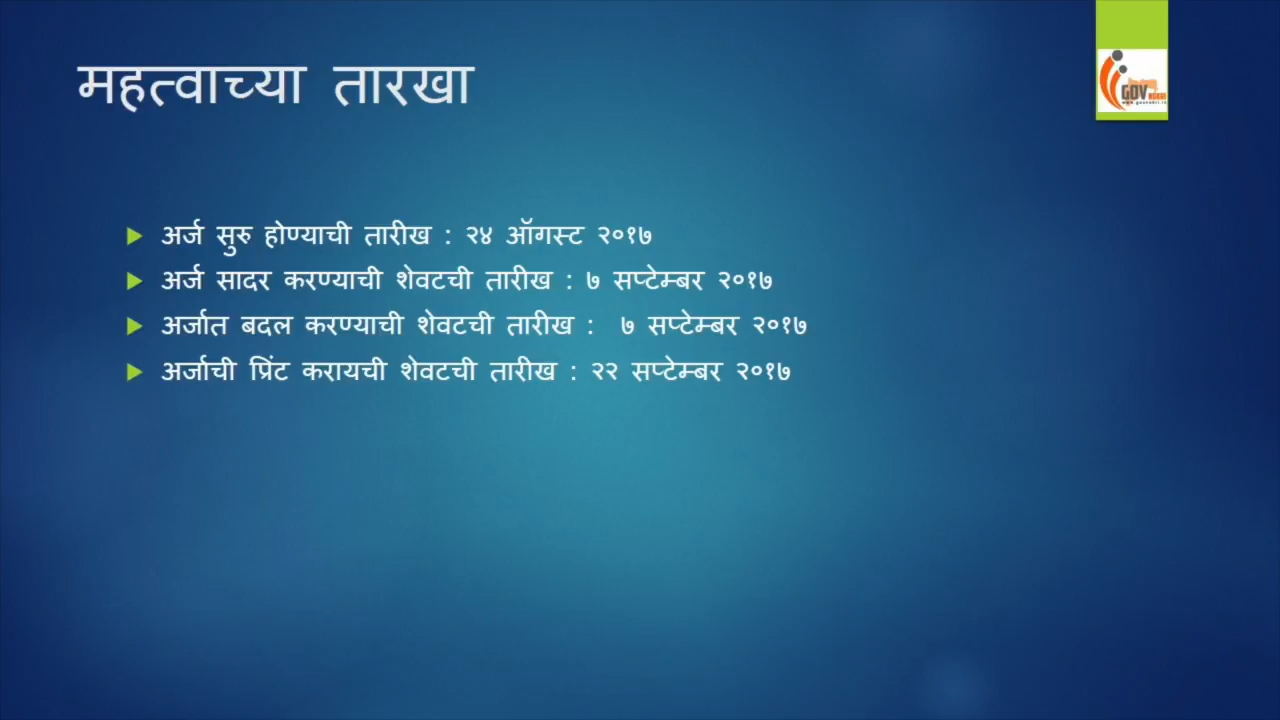 महत्वाच्या तारखा
GOV
अर्ज सुरु होण्याची तारीख : २४ ऑगस्ट २०१७
अर्ज सादर करण्याची शेवटची तारीख : ७ सप्टेम्बर २०१७
अर्जात बदल करण्याची शेवटची तारीख : ७ सप्टेम्बर २०१७
अर्जाची प्रिंट करायची शेवटची तारीख : २२ सप्टेम्बर २०१७